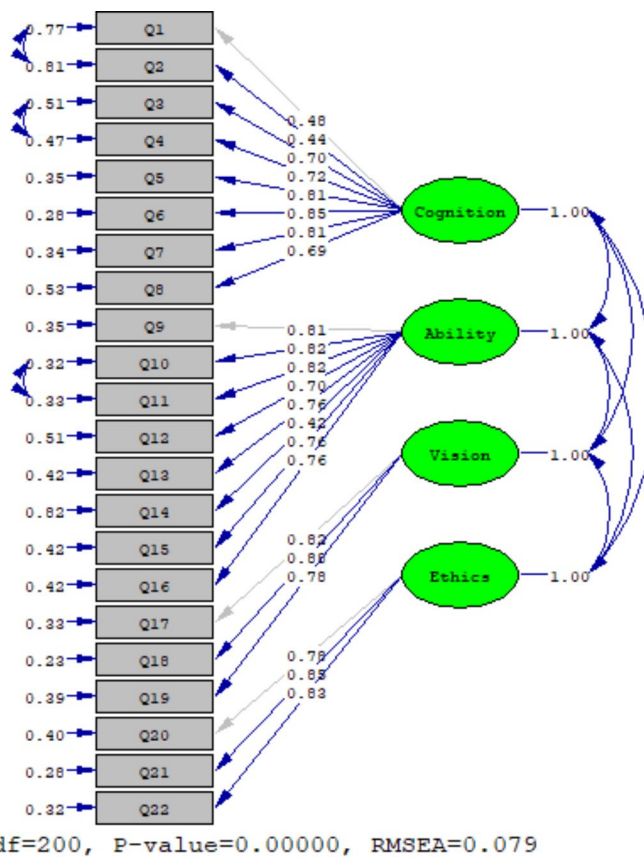 0.77 Q1
0.81 Q2
0.51 Q3
0.47 Q4
0.35 Q5
0.28 Q6
0.34 Q7
0.53 Q8
0.35 Q9
0.32 Q10
0.33 Q11
0.51 Q12
0.42 Q13
0.82 Q14
0.42 Q15
0.42 Q16
0.33 Q17
0.23 Q18
0.39 Q19
0.40 Q20
0.28 Q21
0.32 Q22
0.48
0.44
0.70
0.72
0.81
0.85
0.81
0.69
0.81
0.82
0.82
0.70
0.76
0.42
0.76
0.76
0.82
0.88
0.78
0.78
0.85
0.83
Cognition 1.00
Ability 1.00
Vision 1.00
Ethics 1.00
df=200, P-value=0.00000, RMSEA=0.079